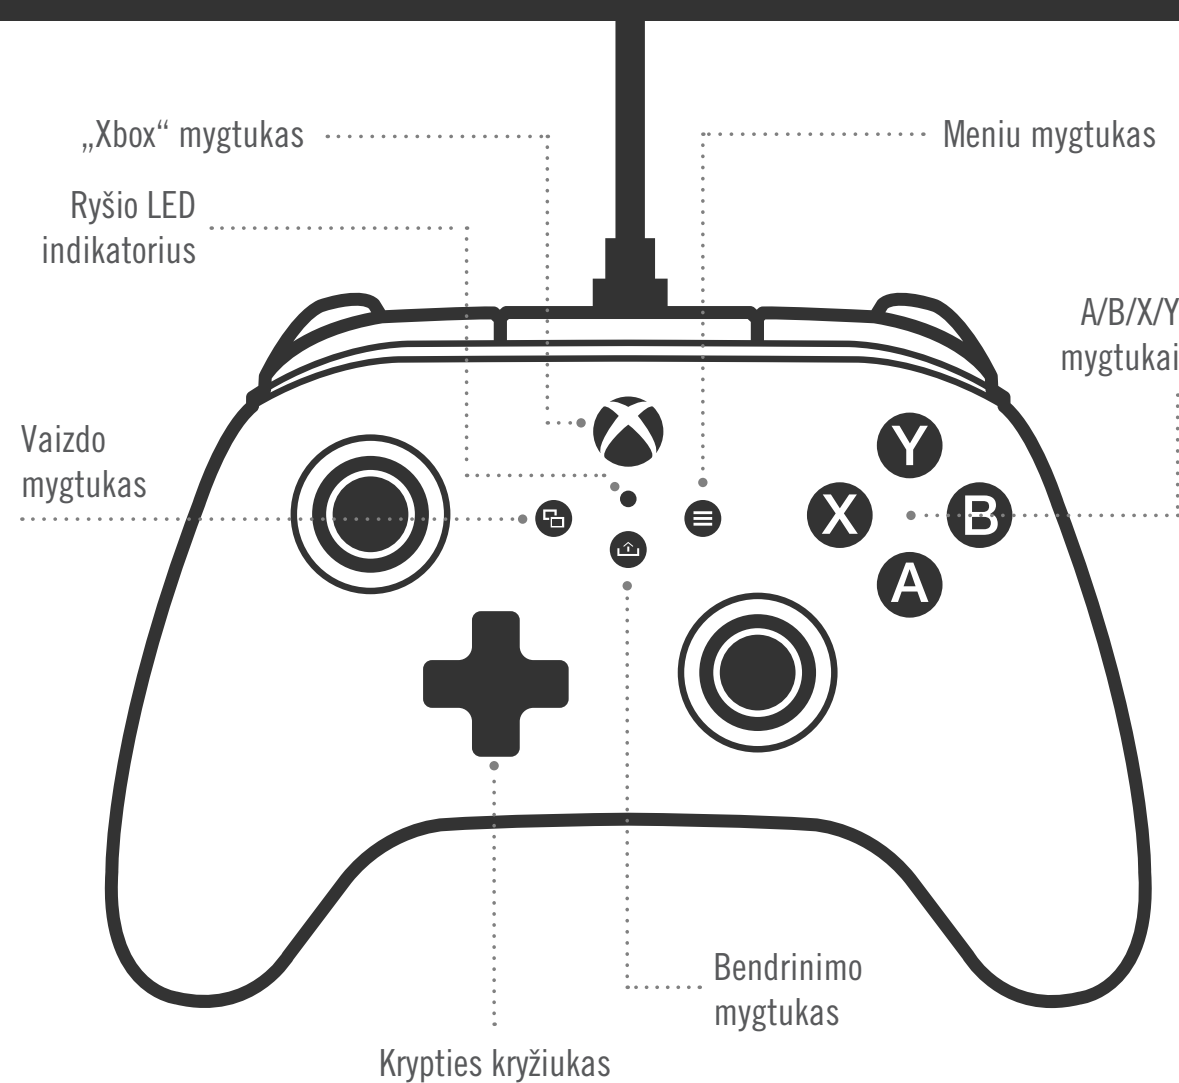 „Xbox“ mygtukas
Meniu mygtukas
Ryšio LED
indikatorius
A/B/X/Y
mygtukai
Vaizdo
mygtukas
Y
X
B
A
Bendrinimo
mygtukas
Krypties kryžiukas